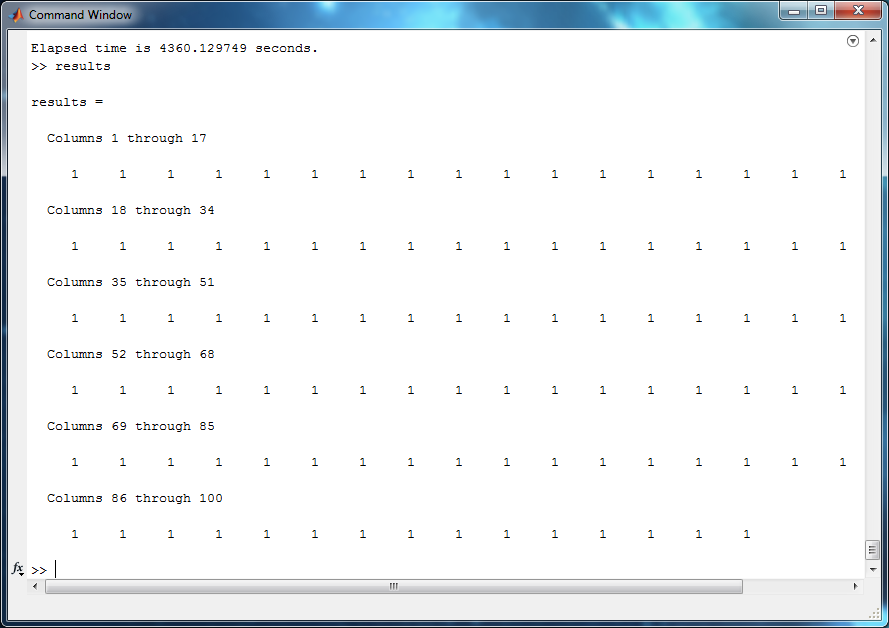 Command Window
Elapsed time is 4360.129749 seconds.
>> results
results =
Columns 1 through 17
1 1 1 1 1 1 1 1 1 1 1 1 1 1 1 1 1
Columns 18 through 34
1 1 1 1 1 1 1 1 1 1 1 1 1 1 1 1 1
Columns 35 through 51
1 1 1 1 1 1 1 1 1 1 1 1 1 1 1 1 1
Columns 52 through 68
1 1 1 1 1 1 1 1 1 1 1 1 1 1 1 1 1
Columns 69 through 85
1 1 1 1 1 1 1 1 1 1 1 1 1 1 1 1 1
Columns 86 through 100
1 1 1 1 1 1 1 1 1 1 1 1 1 1 1
fx >>